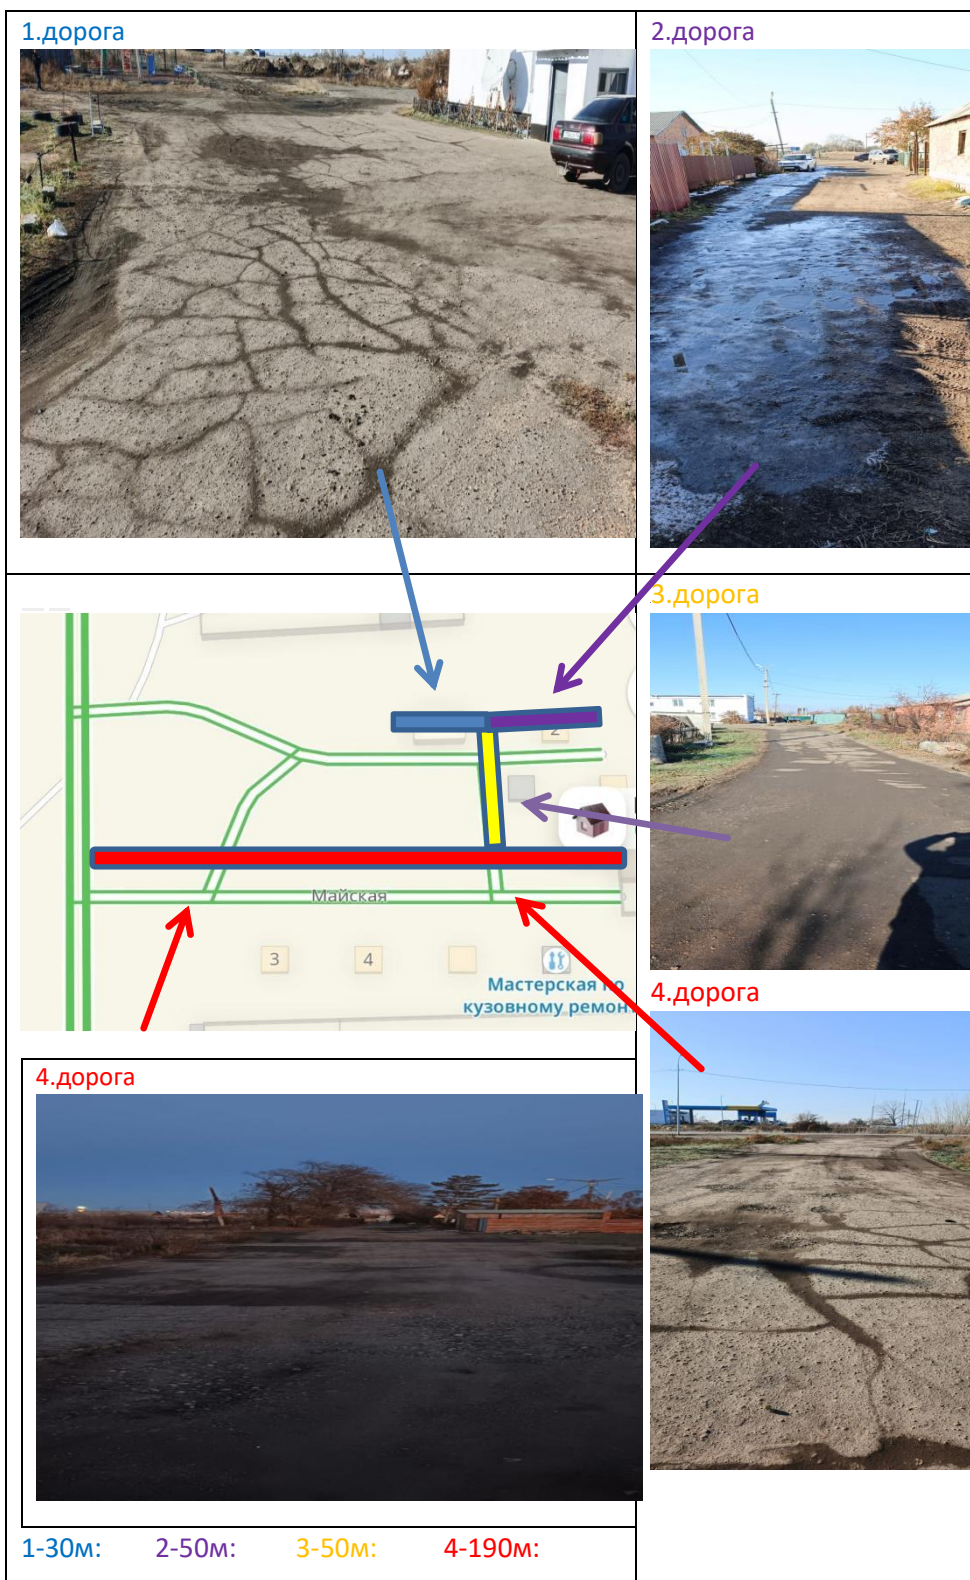 1.дорога
2.дорога
3.дорога
2
Майская
3
4
Мастерская по
кузовному ремон
4.дорога
4.дорога
1-30м:
2-50м:
3-50м:
4-190м: